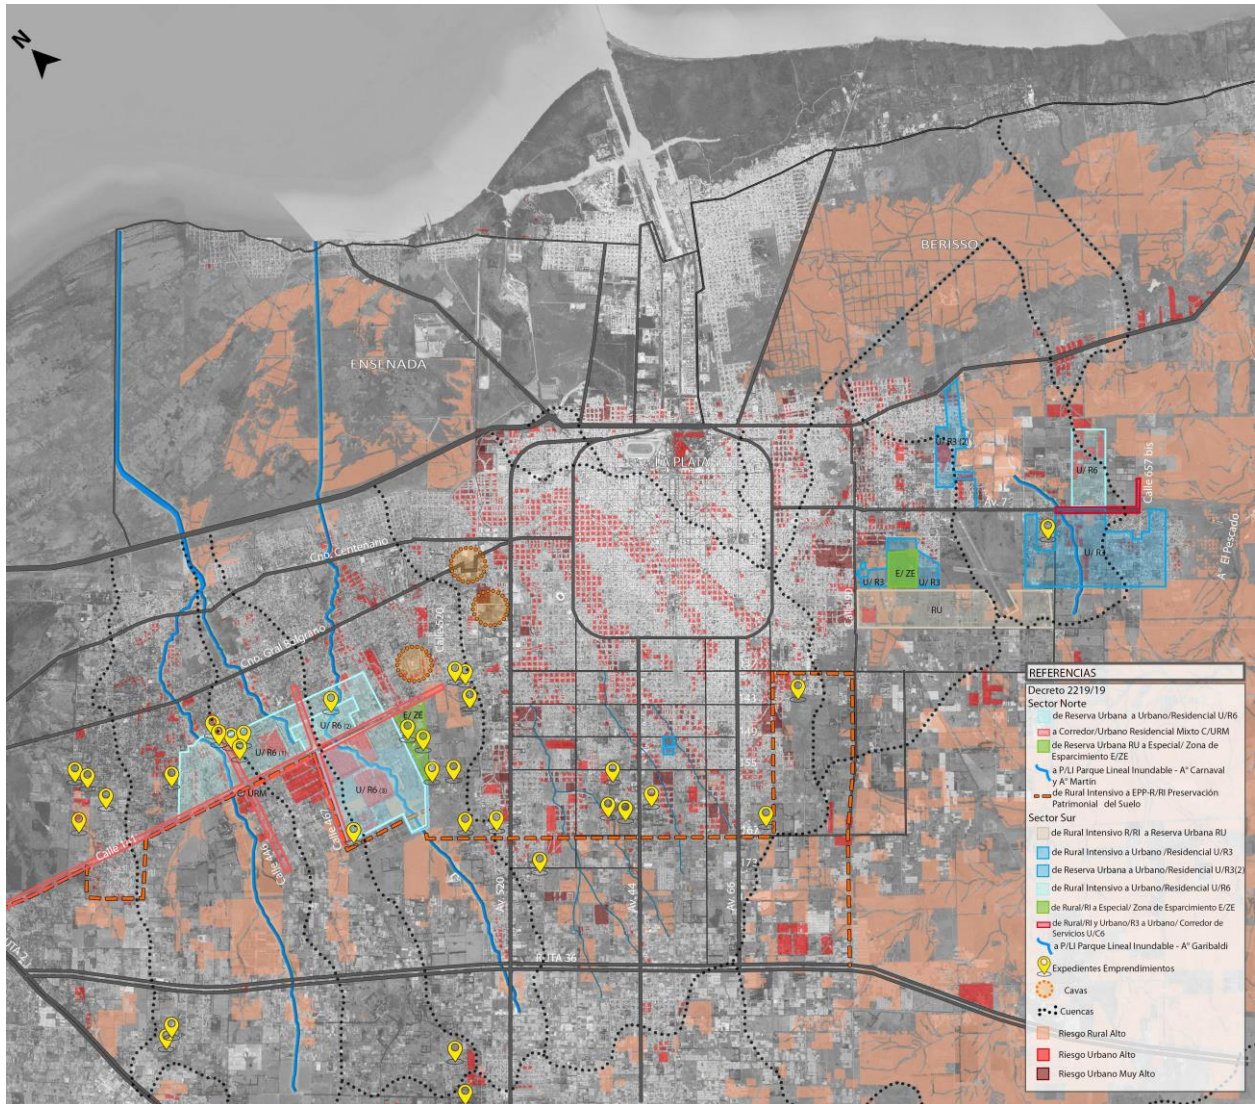 N
BERISSO
ENSENADA
LA PLATA
U/ R3 (2)
U/ R6
Calle 657 bis
Av. 7
Cno. Centenario
U/ R3
A° El Pescado
E/ ZE
U/ R3
U/ R3
RU
Cno. Gral Belgrano
Calle 520
E/ ZE
U/ R6 (2)
U/ R6 (1)
U/ R6 (3)
C/URM
Calle 467
Calle 141
143
149
155
167
173
Av. 520
Av. 44
Av. 66
RUTA 36
REFERENCIAS
Decreto 2219/19
Sector Norte
de Reserva Urbana a Urbano/Residencial U/R6
a Corredor/Urbano Residencial Mixto C/URM
de Reserva Urbana RU a Especial/ Zona de
Esparcimiento E/ZE
a P/LI Parque Lineal Inundable - A° Carnaval
y A° Martín
de Rural Intensivo a EPP-R/RI Preservación
Patrimonial del Suelo
Sector Sur
de Rural Intensivo R/RI a Reserva Urbana RU
de Rural Intensivo a Urbano /Residencial U/R3
de Reserva Urbana a Urbano/Residencial U/R3(2)
de Rural Intensivo a Urbano/Residencial U/R6
de Rural/RI a Especial/ Zona de Esparcimiento E/ZE
de Rural/RI y Urbano/R3 a Urbano/ Corredor de
Servicios U/C6
a P/LI Parque Lineal Inundable - A° Garibaldi
Expedientes Emprendimientos
Cavas
Cuencas
Riesgo Rural Alto
Riesgo Urbano Alto
Riesgo Urbano Muy Alto